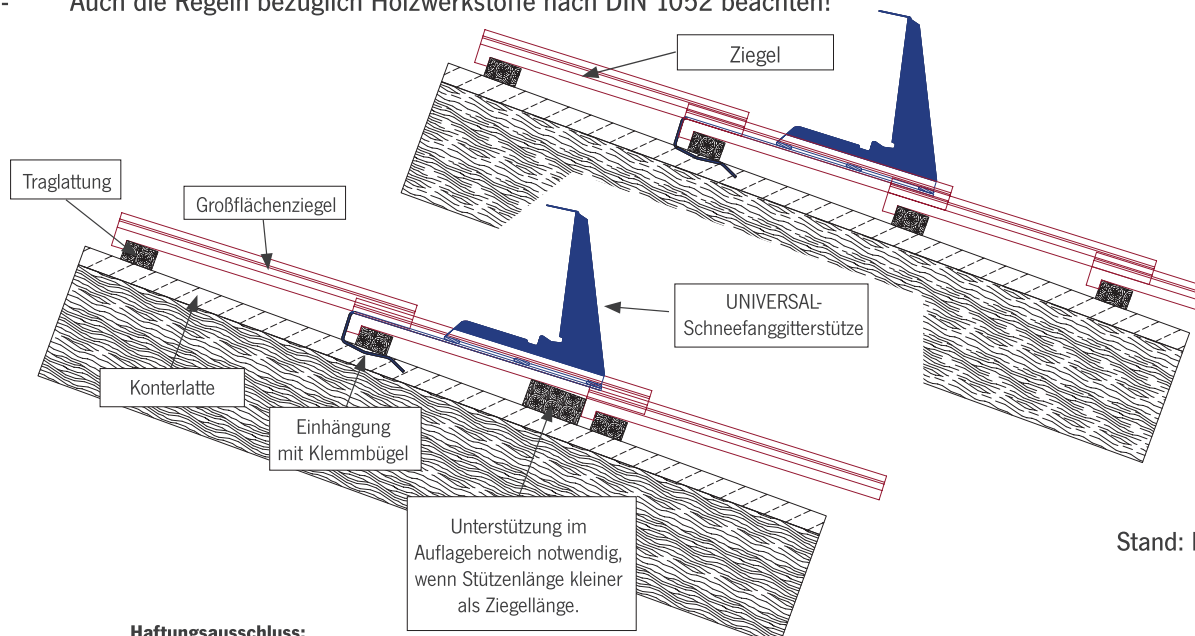 - Auch die Regeln bezüglich Holzwerkstoffe nach DIN 1052 beachten!
Ziegel
Traglattung
Großflächenziegel
UNIVERSAL-
Schneefanggitterstütze
Konterlatte
Einhängung
mit Klemmbügel
Unterstützung im
Auflagebereich notwendig,
wenn Stützenlänge kleiner
als Ziegellänge.
Stand:
Haftungsausschluss: